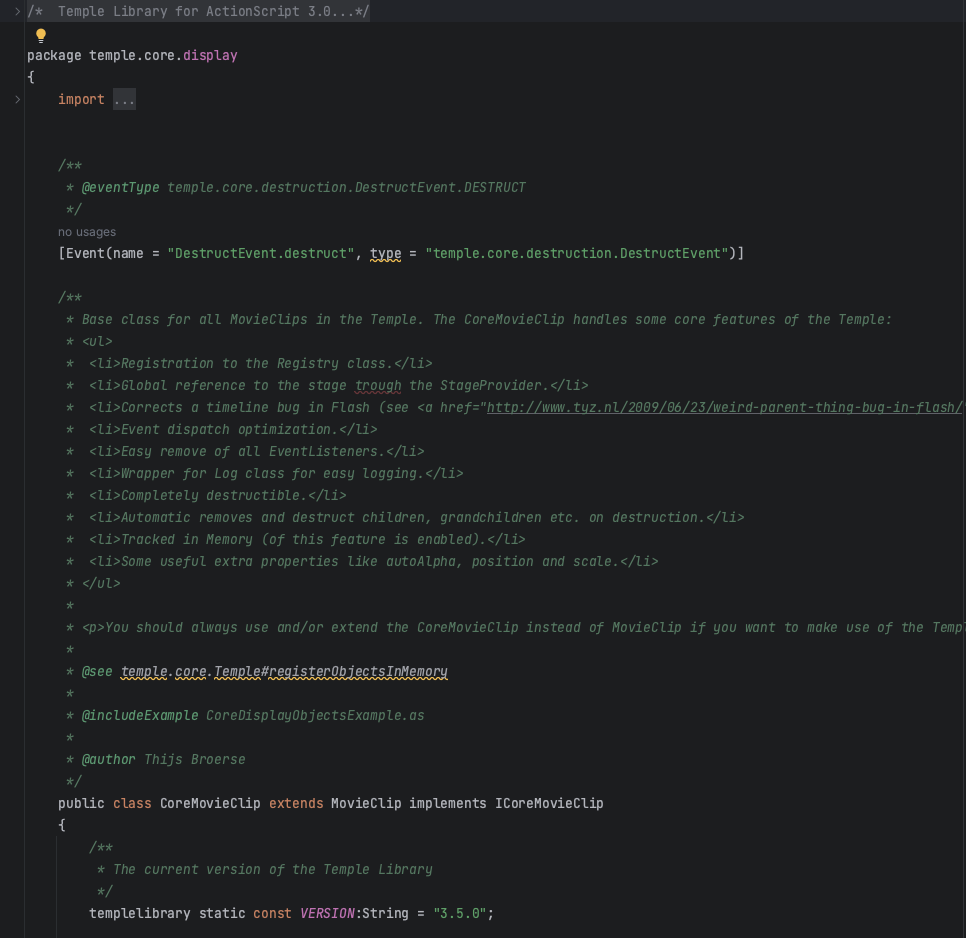 /*  Temple Library for ActionScript 3.0...*/
package temple.core.display
{
import ...
/**
* @eventType temple.core.destruction.DestructEvent.DESTRUCT
*/
no usages
[Event(name = "DestructEvent.destruct", type = "temple.core.destruction.DestructEvent")]
/**
* Base class for all MovieClips in the Temple. The CoreMovieClip handles some core features of the Temple:
* <ul>
*  <li>Registration to the Registry class.</li>
*  <li>Global reference to the stage trough the StageProvider.</li>
*  <li>Corrects a timeline bug in Flash (see <a href="http://www.tyz.nl/2009/06/23/weird-parent-thing-bug-in-flash/"
*  <li>Event dispatch optimization.</li>
*  <li>Easy remove of all EventListeners.</li>
*  <li>Wrapper for Log class for easy logging.</li>
*  <li>Completely destructible.</li>
*  <li>Automatic removes and destruct children, grandchildren etc. on destruction.</li>
*  <li>Tracked in Memory (of this feature is enabled).</li>
*  <li>Some useful extra properties like autoAlpha, position and scale.</li>
* </ul>
*
* <p>You should always use and/or extend the CoreMovieClip instead of MovieClip if you want to make use of the Templ
*
* @see temple.core.Temple#registerObjectsInMemory
*
* @includeExample CoreDisplayObjectsExample.as
*
* @author Thijs Broerse
*/
public class CoreMovieClip extends MovieClip implements ICoreMovieClip
{
/**
* The current version of the Temple Library
*/
templelibrary static const VERSION:String = "3.5.0";